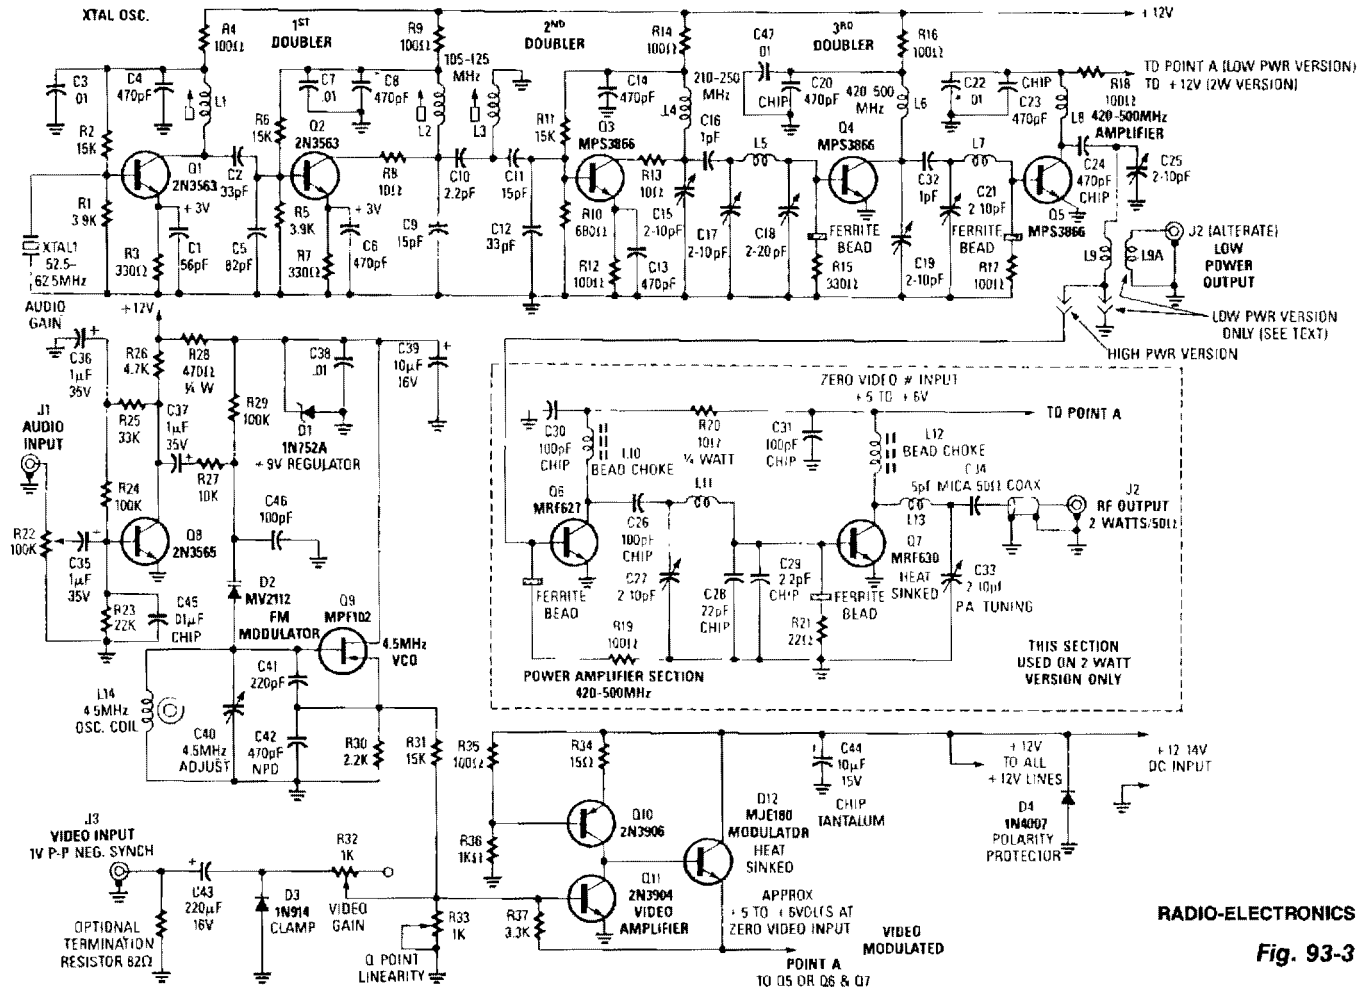 XTAL OSC.
R4
100Ω
1ST
DOUBLER
R9
100Ω
2ND
DOUBLER
R14
100Ω
C47
.01
3RD
DOUBLER
R16
100Ω
+12V
C3
.01
C4
470pF
L1
C7
.01
C8
470pF
105-125
MHz
L2
L3
C14
470pF
210-250
MHz
L4
CHIP
C20
470pF
420-500
MHz
L6
C22
.01
CHIP
C23
470pF
R18
100Ω
L8
TO POINT A (LOW PWR VERSION)
TO +12V (2W VERSION)
420-500MHz
AMPLIFIER
R2
15K
Q1
2N3563
C2
33pF
R6
15K
Q2
2N3563
R8
10Ω
C10
2.2pF
C11
15pF
R11
15K
Q3
MPS3866
R13
10Ω
C16
1pF
L5
Q4
MPS3866
C32
1pF
L7
Q5
MPS3866
C24
470pF
CHIP
C25
2-10pF
R1
3.9K
XTAL1
52.5-
62.5MHz
R3
330Ω
+3V
C1
56pF
C5
82pF
R5
3.9K
R7
330Ω
+3V
C6
470pF
C9
15pF
C12
33pF
R10
680Ω
R12
100Ω
C13
470pF
C15
2-10pF
C17
2-10pF
C18
2-20pF
FERRITE
BEAD
R15
330Ω
C19
2-10pF
C21
2-10pF
FERRITE
BEAD
R17
100Ω
L9
L9A
J2 (ALTERATE)
LOW
POWER
OUTPUT
LOW PWR VERSION
ONLY (SEE TEXT)
HIGH PWR VERSION
AUDIO
GAIN
+12V
C36
1µF
35V
R26
4.7K
R28
470Ω
¼ W
C38
.01
C39
10µF
16V
J1
AUDIO
INPUT
R25
33K
C37
1µF
35V
R29
100K
D1
1N752A
+9V REGULATOR
R24
100K
R27
10K
C46
100pF
R22
100K
C35
1µF
35V
Q8
2N3565
R23
22K
C45
01µF
CHIP
D2
MV2112
FM
MODULATOR
Q9
MPF102
4.5MHz
VCO
L14
4.5MHz
OSC. COIL
C40
4.5MHz
ADJUST
C41
220pF
C42
470pF
NPO
R30
2.2K
R31
15K
ZERO VIDEO # INPUT
+5 TO +6V
TO POINT A
C30
100pF
CHIP
L10
BEAD CHOKE
R20
10Ω
¼ WATT
C31
100pF
CHIP
L12
BEAD CHOKE
Q6
MRF627
C26
100pF
CHIP
L11
C34
5pF MICA
50Ω COAX
L13
J2
RF OUTPUT
2 WATTS/50Ω
FERRITE
BEAD
C27
2-10pF
C28
22pF
CHIP
C29
2.2pF
CHIP
FERRITE
BEAD
Q7
MRF630
HEAT
SINKED
R21
22Ω
C33
2-10pf
PA TUNING
R19
100Ω
POWER AMPLIFIER SECTION
420-500MHz
THIS SECTION
USED ON 2 WATT
VERSION ONLY
J3
VIDEO INPUT
1V P-P NEG. SYNCH
C43
220µF
16V
OPTIONAL
TERMINATION
RESISTOR 82Ω
D3
1N914
CLAMP
R32
1K
VIDEO
GAIN
R33
1K
Q POINT
LINEARITY
R35
100Ω
R36
1KΩ
R37
3.3K
R34
15Ω
Q10
2N3906
Q11
2N3904
VIDEO
AMPLIFIER
D12
MJE180
MODULATOR
HEAT
SINKED
C44
10µF
15V
CHIP
TANTALUM
APPROX
+5 TO +6VOLTS AT
ZERO VIDEO INPUT
VIDEO
MODULATED
POINT A
TO Q5 OR Q6 & Q7
+12V
TO ALL
+12V LINES
D4
1N4007
POLARITY
PROTECTOR
+12-14V
DC INPUT
RADIO-ELECTRONICS
Fig. 93-3